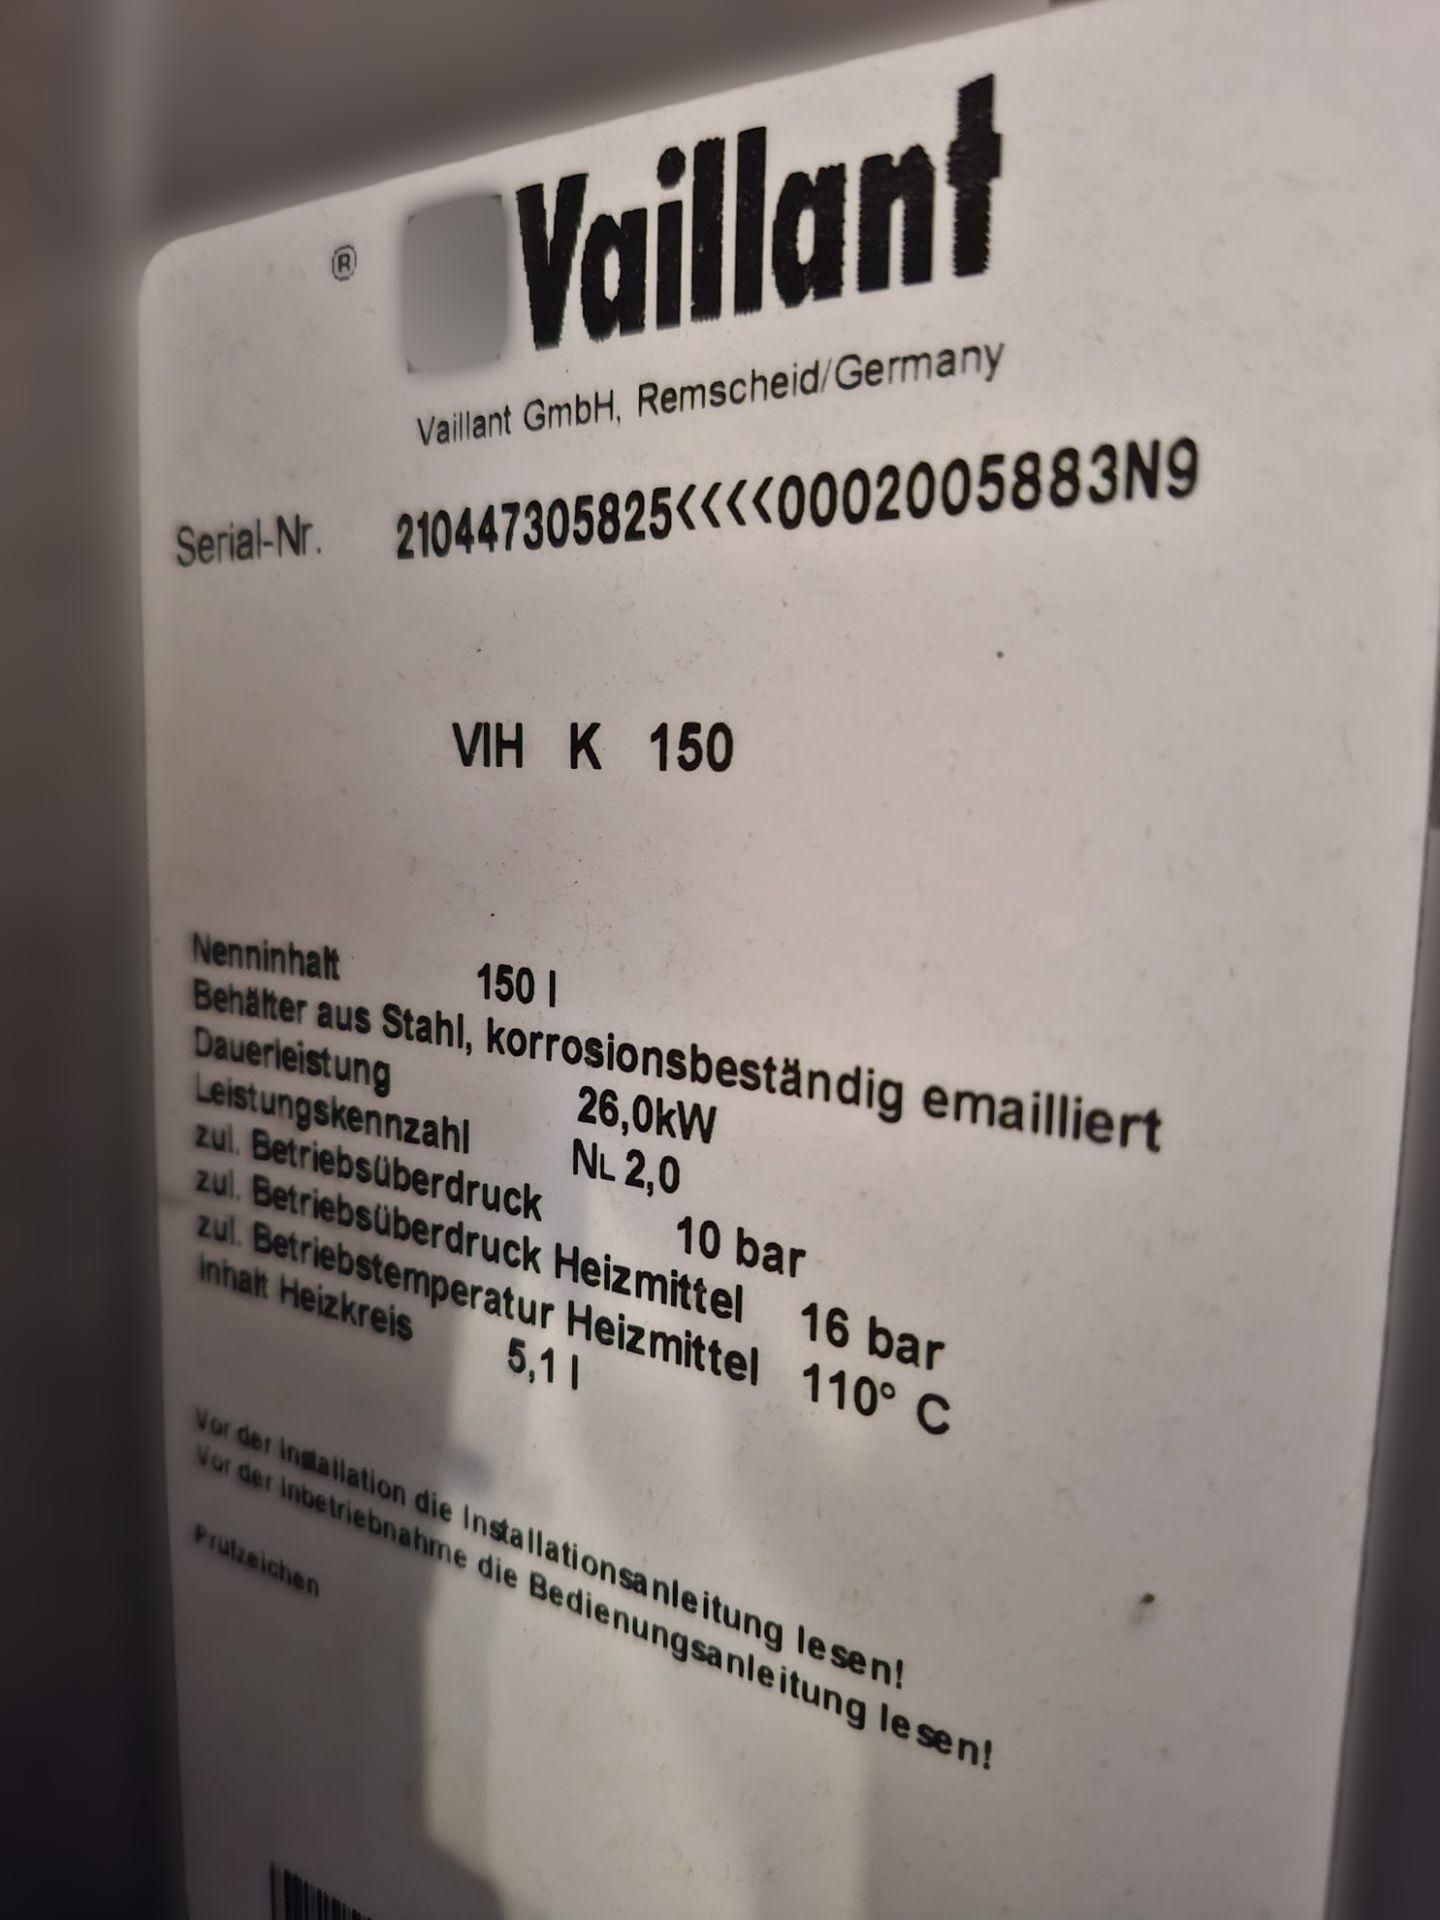 ® Vaillant
Vaillant GmbH, Remscheid/Germany
Serial-Nr. 210447305825<<<<0002005883N9
VIH K 150
Nenninhalt 150 l
Behälter aus Stahl, korrosionsbeständig emailliert
Dauerleistung 26,0kW
Leistungskennzahl NL 2,0
zul. Betriebsüberdruck 10 bar
zul. Betriebsüberdruck Heizmittel 16 bar
zul. Betriebstemperatur Heizmittel 110° C
Inhalt Heizkreis 5,1 l
Vor der Installation die Installationsanleitung lesen!
Vor der Inbetriebnahme die Bedienungsanleitung lesen!
Prüfzeichen